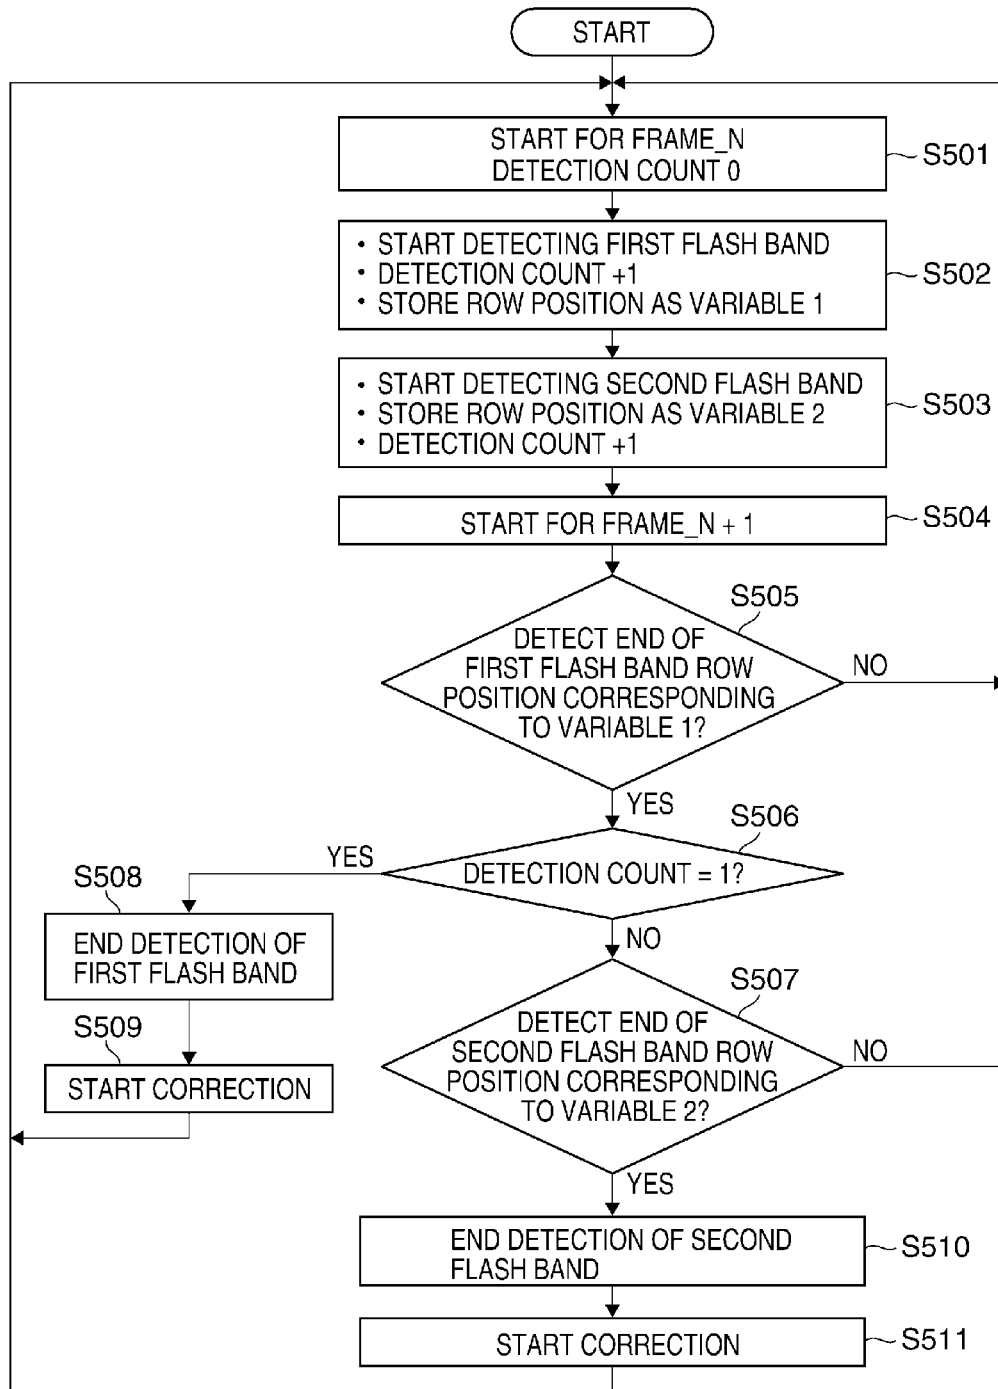 START
START FOR FRAME_N
DETECTION COUNT 0
S501
• START DETECTING FIRST FLASH BAND
• DETECTION COUNT +1
• STORE ROW POSITION AS VARIABLE 1
S502
• START DETECTING SECOND FLASH BAND
• STORE ROW POSITION AS VARIABLE 2
• DETECTION COUNT +1
S503
START FOR FRAME_N + 1
S504
S505
DETECT END OF
FIRST FLASH BAND ROW
POSITION CORRESPONDING
TO VARIABLE 1?
NO
YES
S506
DETECTION COUNT = 1?
YES
NO
S508
END DETECTION OF
FIRST FLASH BAND
S509
START CORRECTION
S507
DETECT END OF
SECOND FLASH BAND ROW
POSITION CORRESPONDING
TO VARIABLE 2?
NO
YES
END DETECTION OF SECOND
FLASH BAND
S510
START CORRECTION
S511